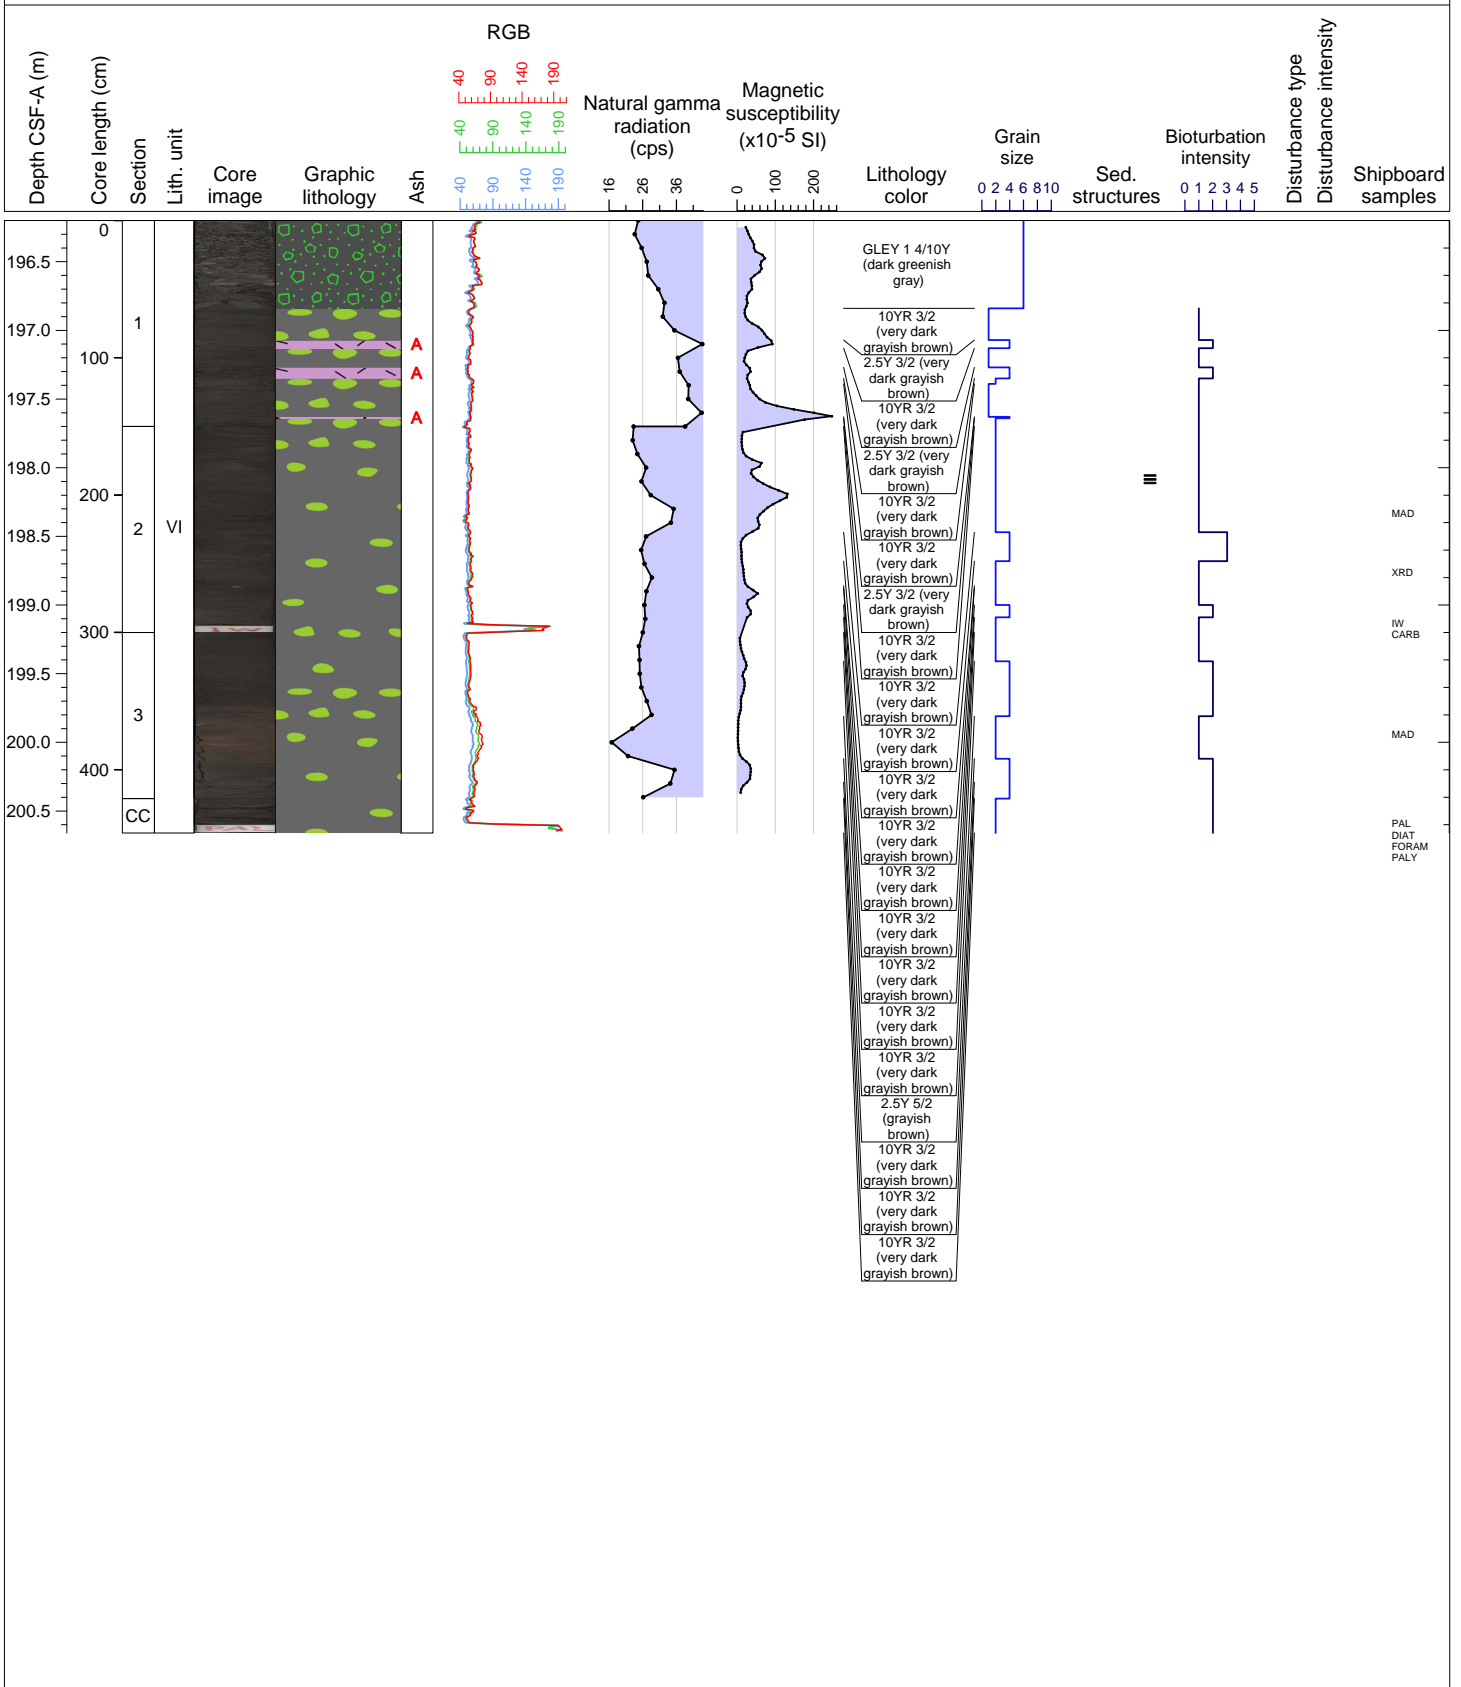 RGB
Depth CSF-A (m)
Core length (cm)
Section
Lith. unit
Core
image
Graphic
lithology
Ash
40 90 140 190
40 90 140 190
40 90 140 190
Natural gamma
radiation
(cps)
16 26 36
Magnetic
susceptibility
(x10-5 SI)
0 100 200
Lithology
color
Grain
size
0 2 4 6 8 10
Sed.
structures
Bioturbation
intensity
0 1 2 3 4 5
Disturbance type
Disturbance intensity
Shipboard
samples
196.5
197.0
197.5
198.0
198.5
199.0
199.5
200.0
200.5
0
100
200
300
400
1
2
3
CC
VI
A
A
A
GLEY 1 4/10Y
(dark greenish
gray)
10YR 3/2
(very dark
grayish brown)
2.5Y 3/2 (very
dark grayish
brown)
10YR 3/2
(very dark
grayish brown)
2.5Y 3/2 (very
dark grayish
brown)
10YR 3/2
(very dark
grayish brown)
10YR 3/2
(very dark
grayish brown)
2.5Y 3/2 (very
dark grayish
brown)
10YR 3/2
(very dark
grayish brown)
10YR 3/2
(very dark
grayish brown)
10YR 3/2
(very dark
grayish brown)
10YR 3/2
(very dark
grayish brown)
10YR 3/2
(very dark
grayish brown)
10YR 3/2
(very dark
grayish brown)
10YR 3/2
(very dark
grayish brown)
10YR 3/2
(very dark
grayish brown)
10YR 3/2
(very dark
grayish brown)
10YR 3/2
(very dark
grayish brown)
2.5Y 5/2
(grayish
brown)
10YR 3/2
(very dark
grayish brown)
10YR 3/2
(very dark
grayish brown)
10YR 3/2
(very dark
grayish brown)
MAD
XRD
IW
CARB
MAD
PAL
DIAT
FORAM
PALY